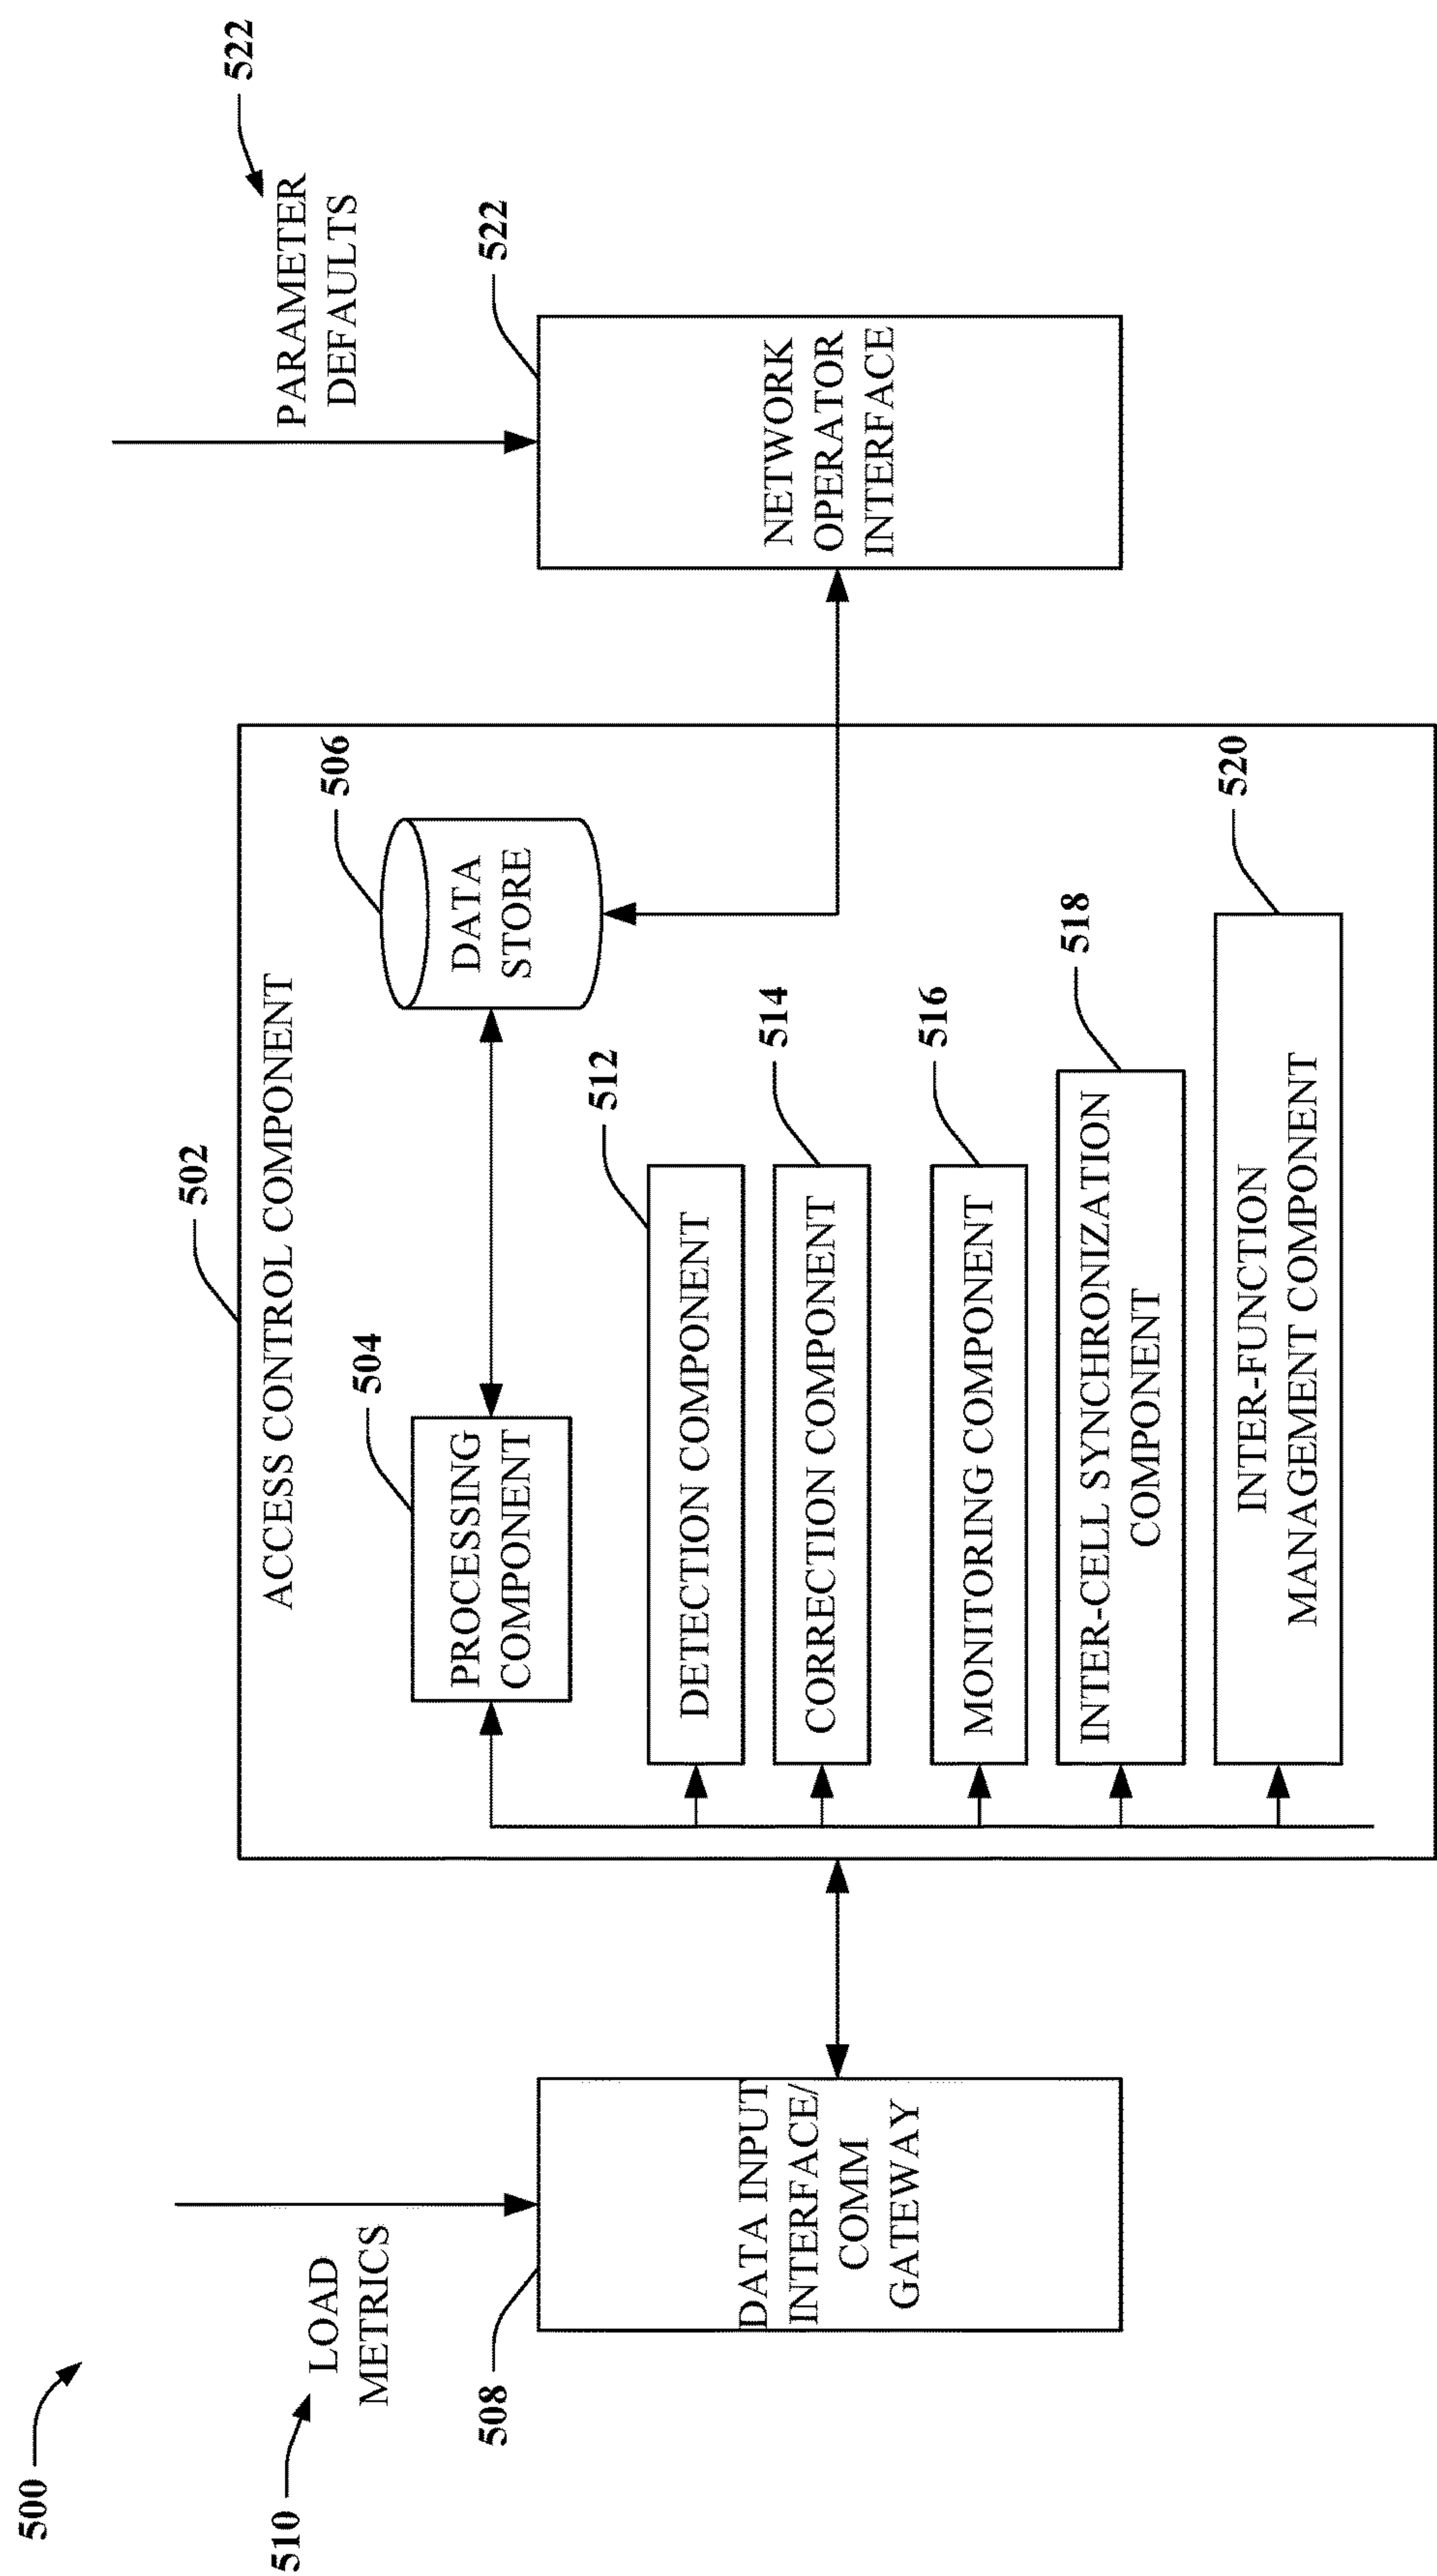 500
510
LOAD
METRICS
508
DATA INPUT
INTERFACE/
COMM
GATEWAY
502
ACCESS CONTROL COMPONENT
504
PROCESSING
COMPONENT
506
DATA
STORE
512
DETECTION COMPONENT
514
CORRECTION COMPONENT
516
MONITORING COMPONENT
518
INTER-CELL SYNCHRONIZATION
COMPONENT
520
INTER-FUNCTION
MANAGEMENT COMPONENT
522
PARAMETER
DEFAULTS
522
NETWORK
OPERATOR
INTERFACE